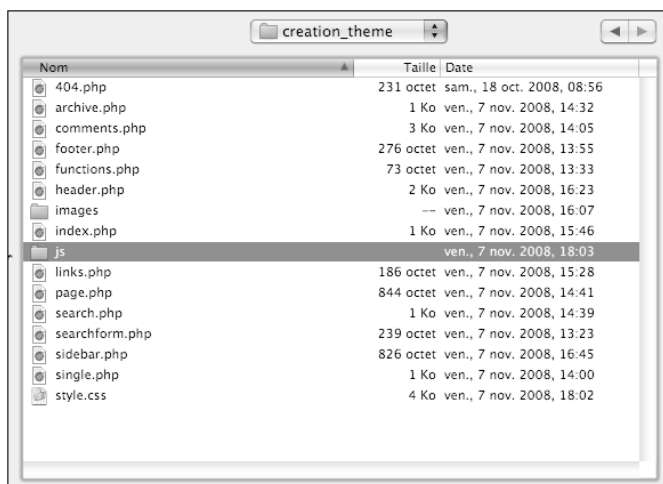 creation_theme
Nom Taille Date
404.php 231 octet sam., 18 oct. 2008, 08:56
archive.php 1 Ko ven., 7 nov. 2008, 14:32
comments.php 3 Ko ven., 7 nov. 2008, 14:05
footer.php 276 octet ven., 7 nov. 2008, 13:55
functions.php 73 octet ven., 7 nov. 2008, 13:33
header.php 2 Ko ven., 7 nov. 2008, 16:23
images -- ven., 7 nov. 2008, 16:07
index.php 1 Ko ven., 7 nov. 2008, 15:46
js ven., 7 nov. 2008, 18:03
links.php 186 octet ven., 7 nov. 2008, 15:28
page.php 844 octet ven., 7 nov. 2008, 14:41
search.php 1 Ko ven., 7 nov. 2008, 14:39
searchform.php 239 octet ven., 7 nov. 2008, 13:23
sidebar.php 826 octet ven., 7 nov. 2008, 16:45
single.php 1 Ko ven., 7 nov. 2008, 14:00
style.css 4 Ko ven., 7 nov. 2008, 18:02